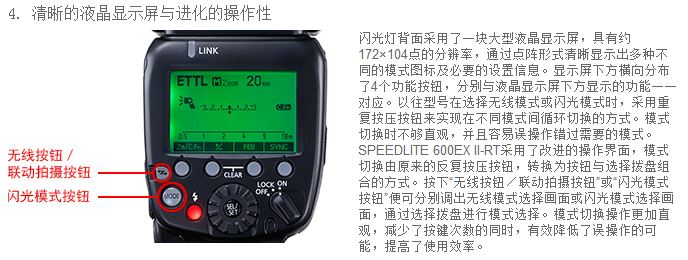 4. 清晰的液晶显示屏与进化的操作性
LINK
ETTL M Zoom 20mm
-3..2..1..▪..1..2..:3
C.Fn
0.5 2 4 9 18m
Zm/C.Fn ⅟ FEB SYNC
CLEAR
LOCK ON
OFF
MODE
SEL/
SET
无线按钮 /
联动拍摄按钮
闪光模式按钮
闪光灯背面采用了一块大型液晶显示屏，具有约
172×104点的分辨率，通过点阵形式清晰显示出多种不
同的模式图标及必要的设置信息。显示屏下方横向分布
了4个功能按钮，分别与液晶显示屏下方显示的功能一一
对应。以往型号在选择无线模式或闪光模式时，采用重
复按压按钮来实现在不同模式间循环切换的方式。模式
切换时不够直观，并且容易误操作错过需要的模式。
SPEEDLITE 600EX II-RT采用了改进的操作界面，模式
切换由原来的反复按压按钮，转换为按钮与选择拨盘组
合的方式。按下“无线按钮／联动拍摄按钮”或“闪光模式
按钮”便可分别调出无线模式选择画面或闪光模式选择画
面，通过选择拨盘进行模式选择。模式切换操作更加直
观，减少了按键次数的同时，有效降低了误操作的可
能，提高了使用效率。